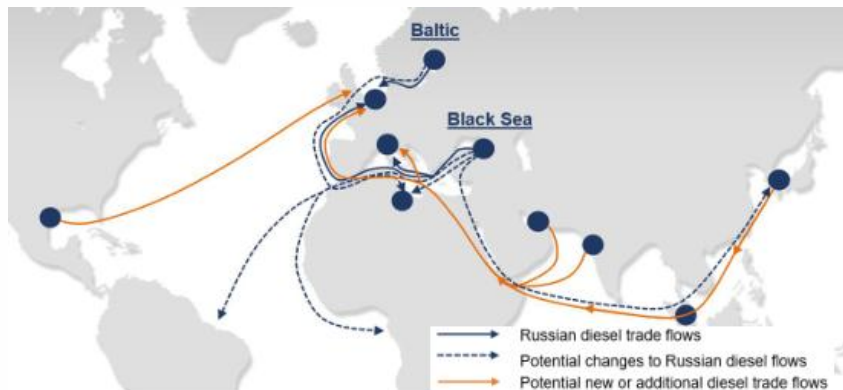 Baltic
Black Sea
Russian diesel trade flows
Potential changes to Russian diesel flows
Potential new or additional diesel trade flows